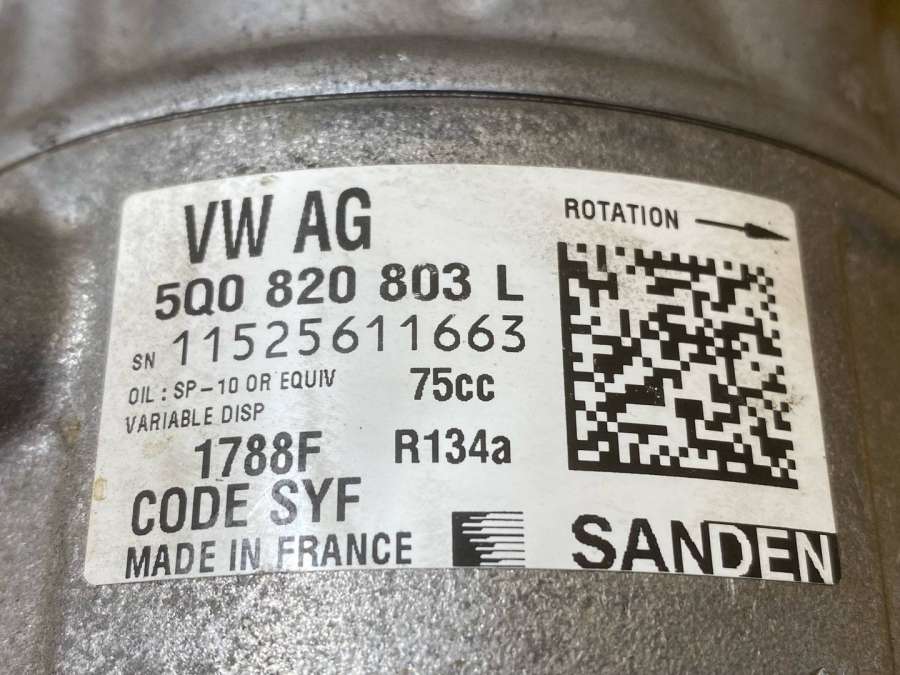 VW AG
ROTATION
5Q0 820 803 L
SN 11525611663
OIL : SP-10 OR EQUIV 75cc
VARIABLE DISP
1788F R134a
CODE SYF
MADE IN FRANCE
SANDEN